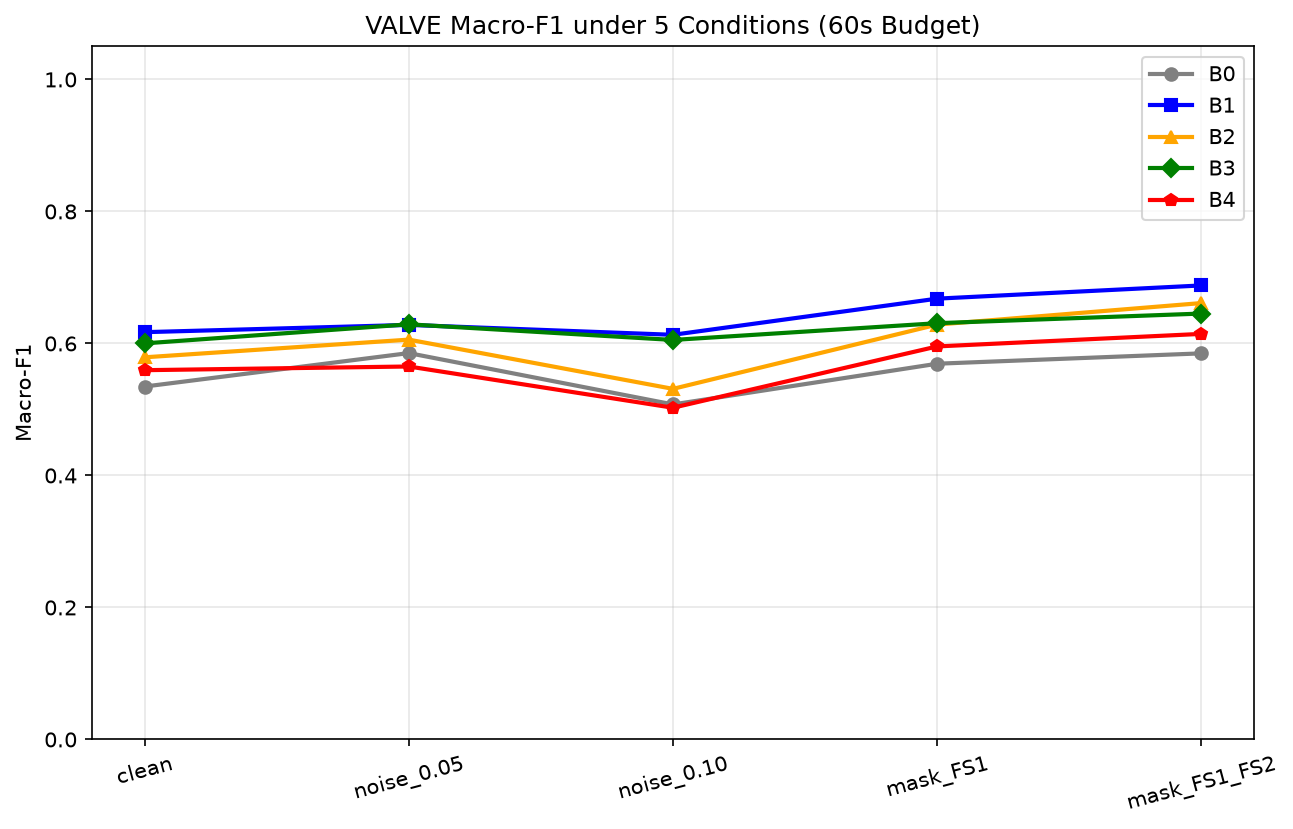 VALVE Macro-F1 under 5 Conditions (60s Budget)
B0
B1
B2
B3
B4
Macro-F1
1.0
0.8
0.6
0.4
0.2
0.0
clean
noise_0.05
noise_0.10
mask_FS1
mask_FS1_FS2